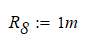 R8 := 1m